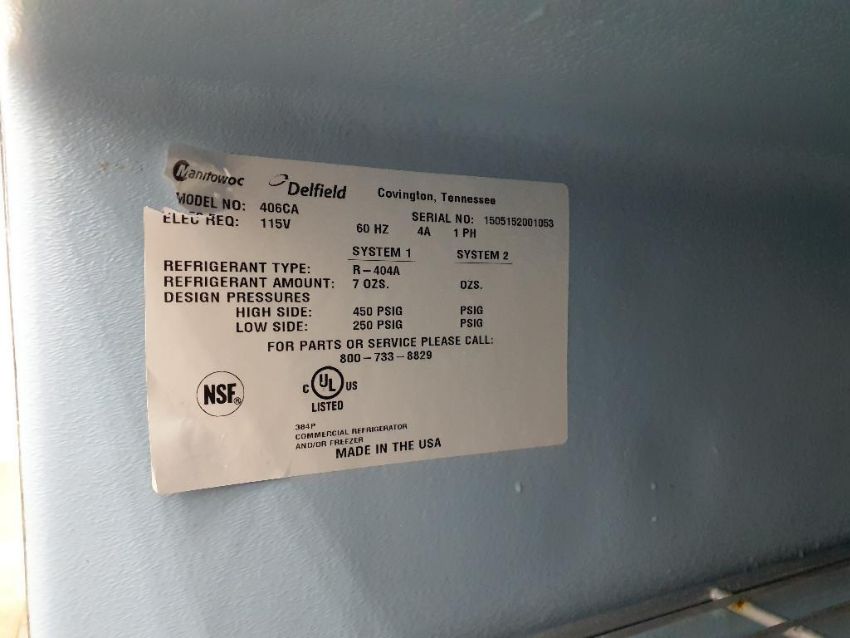 Manitowoc Delfield Covington, Tennessee
MODEL NO: 406CA SERIAL NO: 1505152001053
ELEC REQ: 115V 60 HZ 4A 1 PH
SYSTEM 1 SYSTEM 2
REFRIGERANT TYPE: R-404A
REFRIGERANT AMOUNT: 7 OZS. OZS.
DESIGN PRESSURES
HIGH SIDE: 450 PSIG PSIG
LOW SIDE: 250 PSIG PSIG
FOR PARTS OR SERVICE PLEASE CALL:
800-733-8829
NSF®
C UL US
LISTED
384P
COMMERCIAL REFRIGERATOR
AND/OR FREEZER
MADE IN THE USA